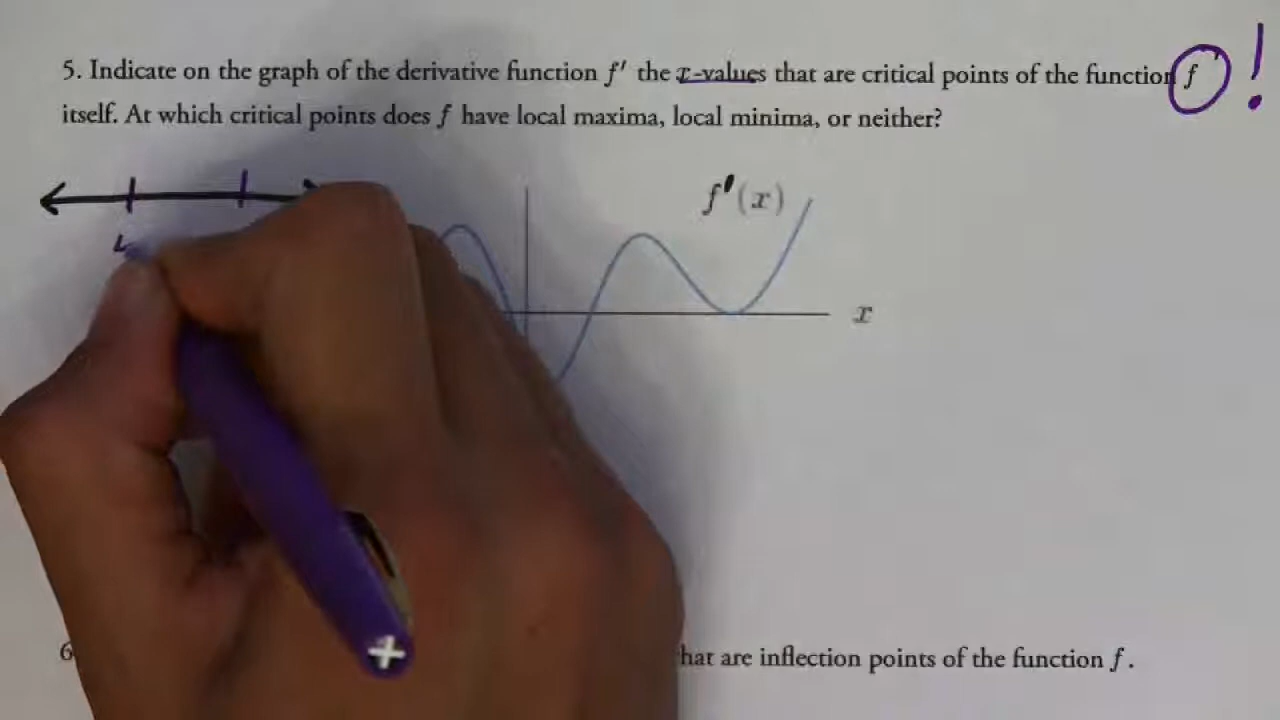 5. Indicate on the graph of the derivative function f′ the x-values that are critical points of the function f !
itself. At which critical points does f have local maxima, local minima, or neither?
f′(x)
x
6
hat are inflection points of the function f.